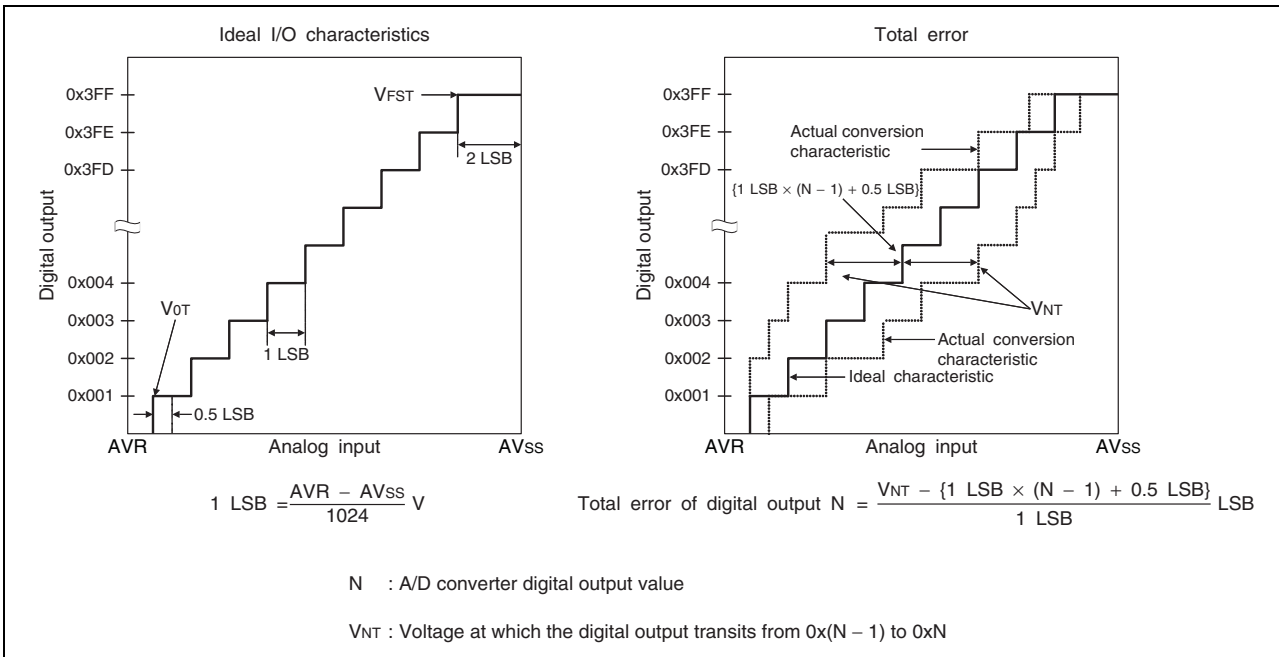 Ideal I/O characteristics
0x3FF
0x3FE
0x3FD
0x004
0x003
0x002
0x001
Digital output
VFST
2 LSB
V0T
1 LSB
0.5 LSB
AVR
Analog input
AVss
1 LSB = AVR – AVss / 1024 V
Total error
0x3FF
0x3FE
0x3FD
0x004
0x003
0x002
0x001
Digital output
Actual conversion
characteristic
{1 LSB × (N – 1) + 0.5 LSB}
VNT
Actual conversion
characteristic
Ideal characteristic
AVR
Analog input
AVss
Total error of digital output N = VNT – {1 LSB × (N – 1) + 0.5 LSB} / 1 LSB LSB
N : A/D converter digital output value
VNT : Voltage at which the digital output transits from 0x(N – 1) to 0xN